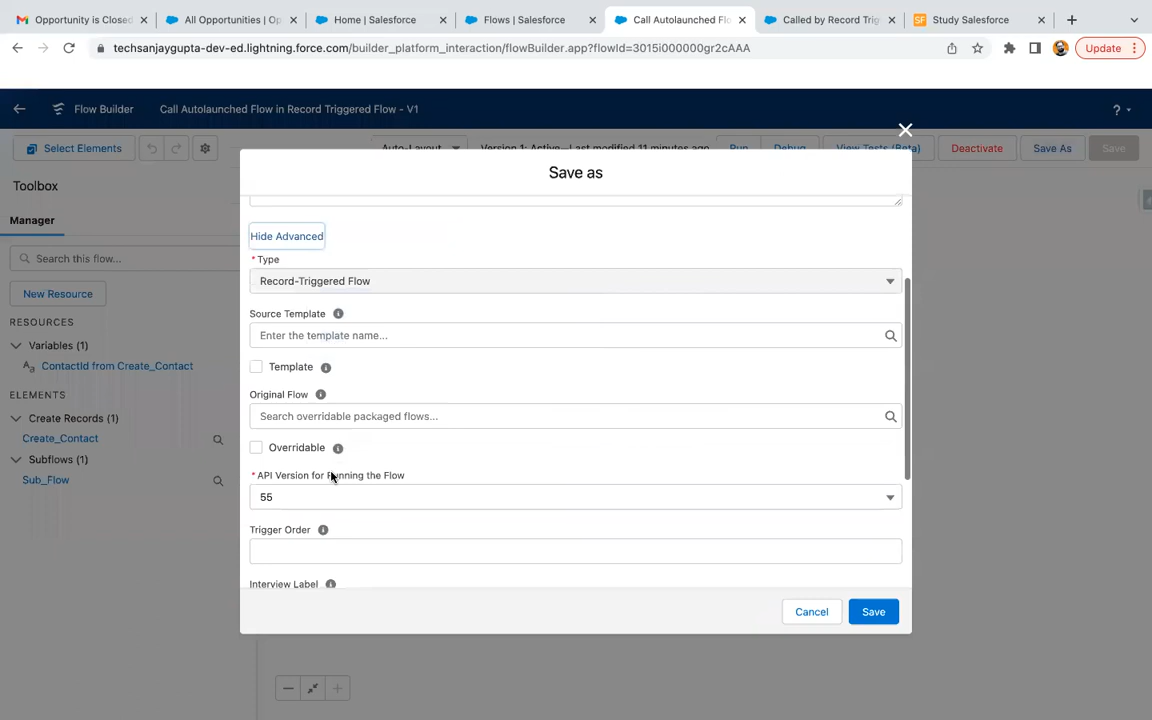 Opportunity is Closed
All Opportunities | Op
Home | Salesforce
Flows | Salesforce
Call Autolaunched Flo
Called by Record Trig
SF Study Salesforce
techsanjaygupta-dev-ed.lightning.force.com/builder_platform_interaction/flowBuilder.app?flowId=3015i000000gr2cAAA
Update
Flow Builder
Call Autolaunched Flow in Record Triggered Flow - V1
?
Select Elements
Auto-Layout
Version 1: Active—Last modified 11 minutes ago
Run
Debug
View Tests (Beta)
Deactivate
Save As
Save
Toolbox
Manager
Search this flow...
New Resource
RESOURCES
Variables (1)
ContactId from Create_Contact
ELEMENTS
Create Records (1)
Create_Contact
Subflows (1)
Sub_Flow
Save as
Hide Advanced
* Type
Record-Triggered Flow
Source Template
Enter the template name...
Template
Original Flow
Search overridable packaged flows...
Overridable
* API Version for Running the Flow
55
Trigger Order
Interview Label
Cancel
Save